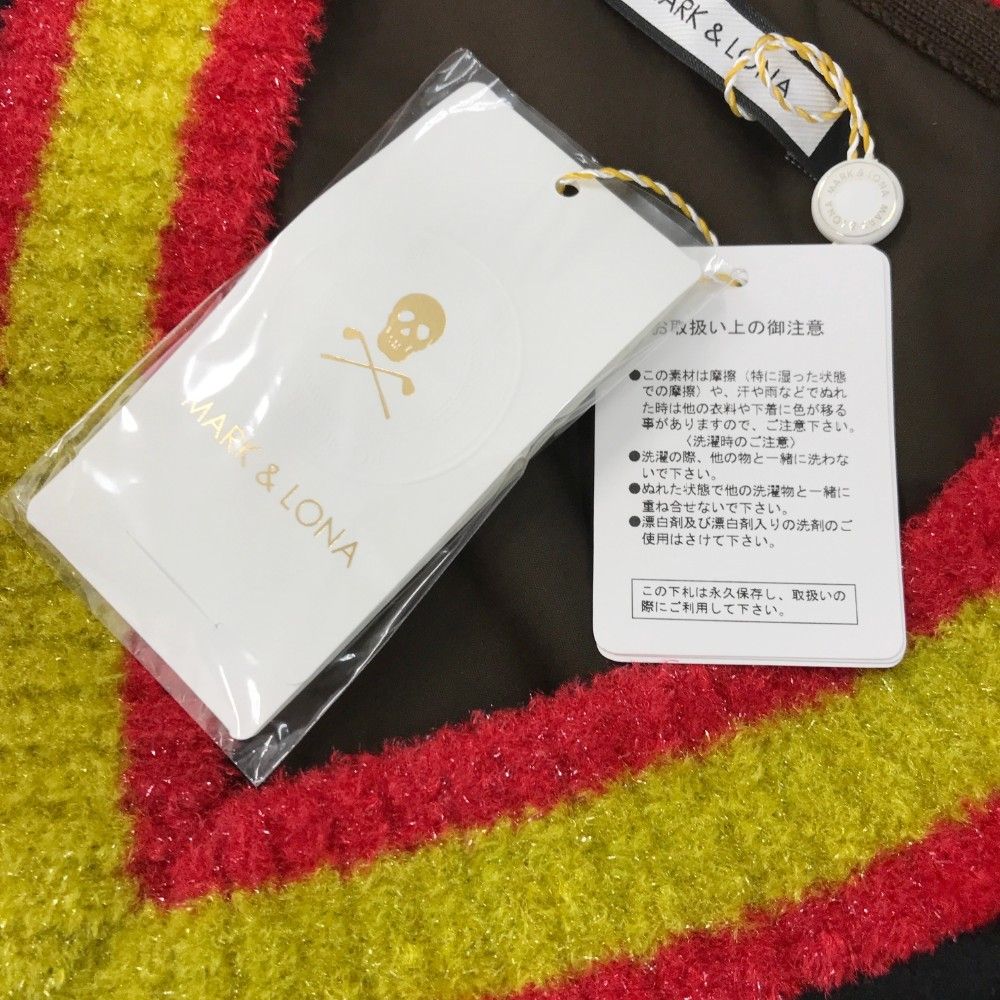 MARK & LONA
MARK & LONA MARK & LONA
MARK & LONA
お取扱い上の御注意
●この素材は摩擦（特に湿った状態
での摩擦）や、汗や雨などでぬれ
た時は他の衣料や下着に色が移る
事がありますので、ご注意下さい。
〈洗濯時のご注意〉
●洗濯の際、他の物と一緒に洗わな
いで下さい。
●ぬれた状態で他の洗濯物と一緒に
重ね合せないで下さい。
●漂白剤及び漂白剤入りの洗剤のご
使用はさけて下さい。
この下札は永久保存し、取扱いの
際にご利用して下さい。